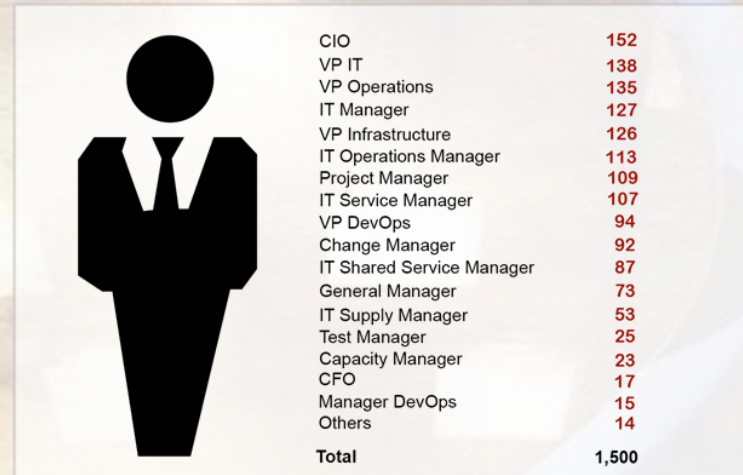 CIO 152
VP IT 138
VP Operations 135
IT Manager 127
VP Infrastructure 126
IT Operations Manager 113
Project Manager 109
IT Service Manager 107
VP DevOps 94
Change Manager 92
IT Shared Service Manager 87
General Manager 73
IT Supply Manager 53
Test Manager 25
Capacity Manager 23
CFO 17
Manager DevOps 15
Others 14
Total 1,500